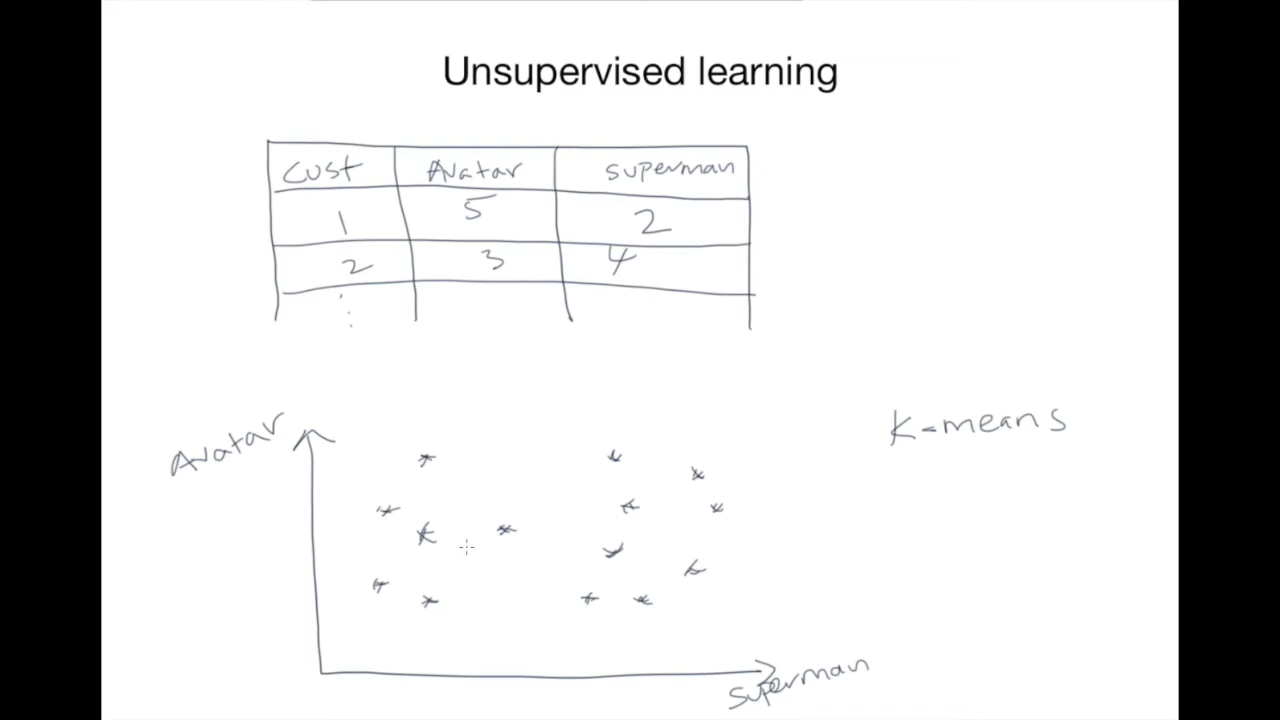 Unsupervised learning
Cust Avatar Superman
1 5 2
2 3 4
Avatar
K-means
Superman